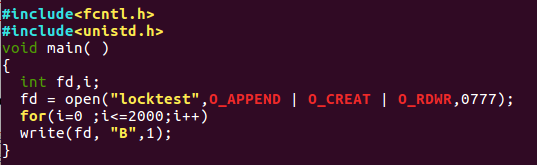 #include<fcntl.h>
#include<unistd.h>
void main( )
{
  int fd,i;
  fd = open("locktest",O_APPEND | O_CREAT | O_RDWR,0777);
  for(i=0 ;i<=2000;i++)
  write(fd, "B",1);
}